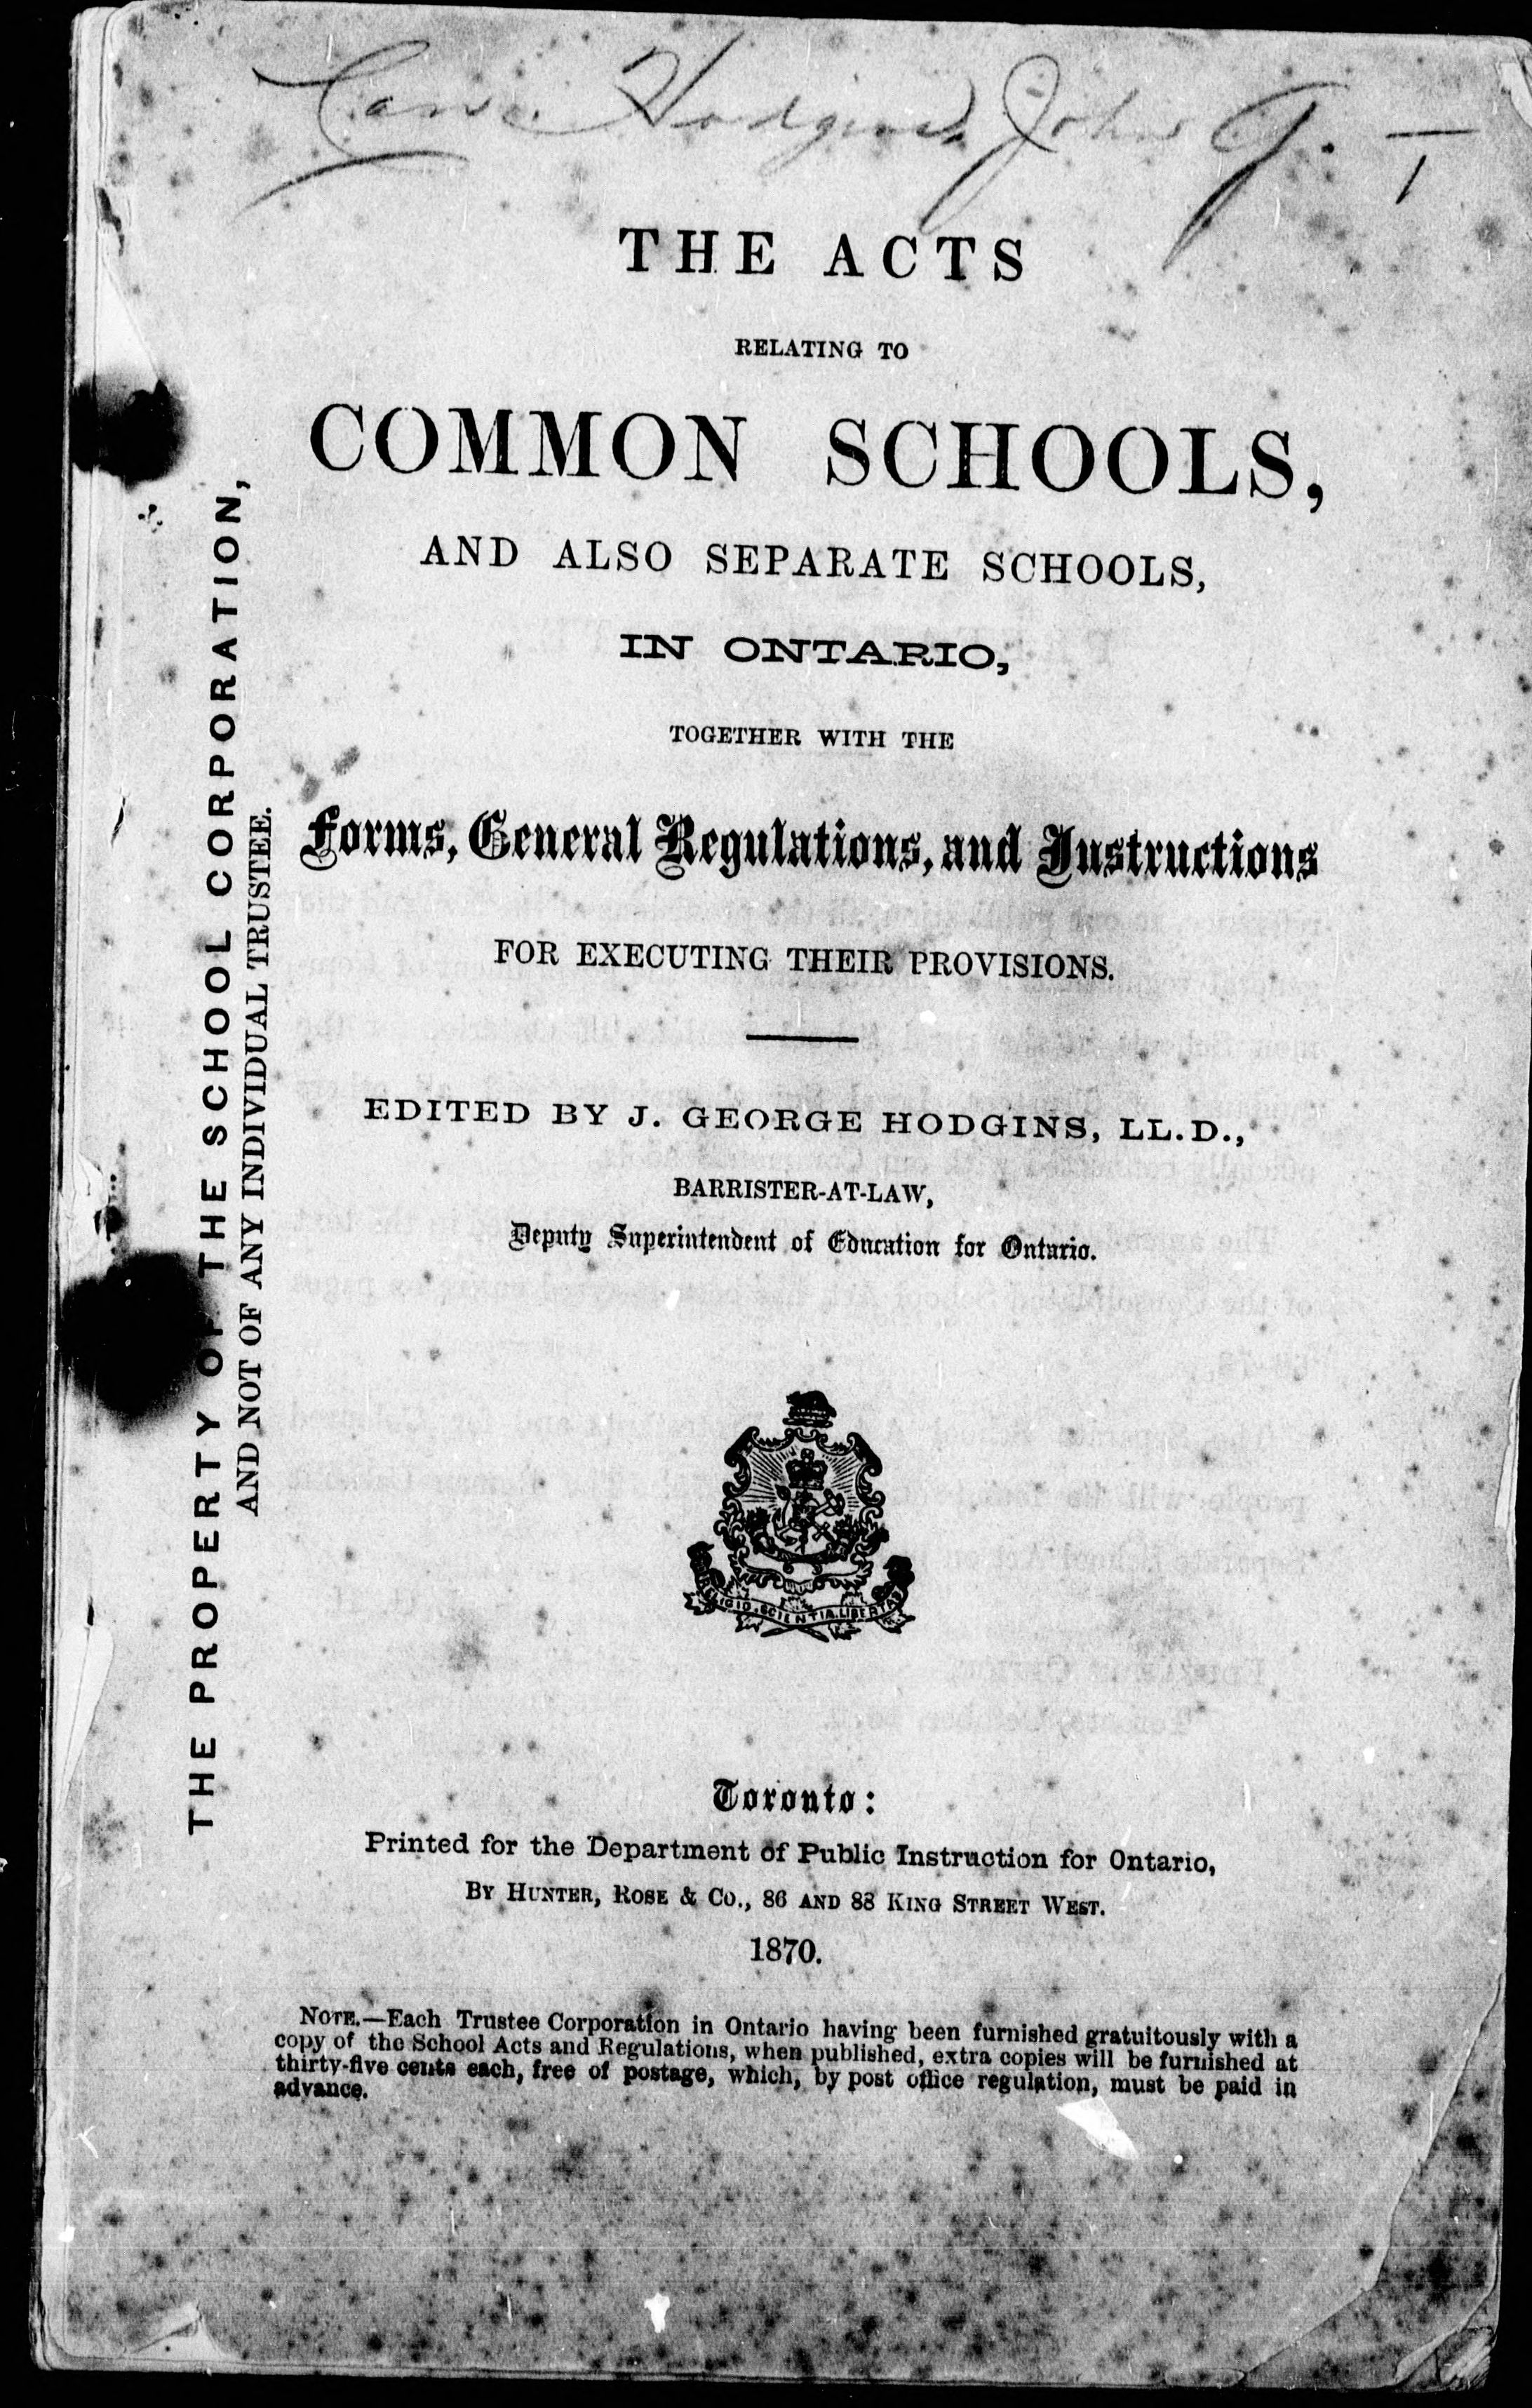 Hodgins, John G.
THE ACTS
RELATING TO
COMMON SCHOOLS,
AND ALSO SEPARATE SCHOOLS,
IN ONTARIO,
TOGETHER WITH THE
Forms, General Regulations, and Instructions
FOR EXECUTING THEIR PROVISIONS.
EDITED BY J. GEORGE HODGINS, LL.D.,
BARRISTER-AT-LAW,
Deputy Superintendent of Education for Ontario.
RELIGIO.SCIENTIA.LIBERTAS
Toronto:
Printed for the Department of Public Instruction for Ontario,
BY HUNTER, ROSE & CO., 86 AND 88 KING STREET WEST.
1870.
NOTE.—Each Trustee Corporation in Ontario having been furnished gratuitously with a
copy of the School Acts and Regulations, when published, extra copies will be furnished at
thirty-five cents each, free of postage, which, by post office regulation, must be paid in
advance.
THE PROPERTY OF THE SCHOOL CORPORATION,
AND NOT OF ANY INDIVIDUAL TRUSTEE.